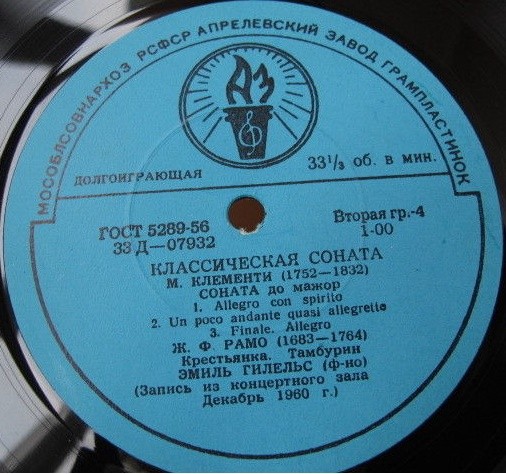 МОСОБЛСОВНАРХОЗ РСФСР АПРЕЛЕВСКИЙ ЗАВОД ГРАМПЛАСТИНОК
АЗ
ДОЛГОИГРАЮЩАЯ 33⅓ об. в мин.
ГОСТ 5289-56 Вторая гр.-4
33 Д—07932 1-00
КЛАССИЧЕСКАЯ СОНАТА
М. КЛЕМЕНТИ (1752—1832)
СОНАТА до мажор
1. Allegro con spirito
2. Un poco andante quasi allegretto
3. Finale. Allegro
Ж. Ф. РАМО (1683—1764)
Крестьянка. Тамбурин
ЭМИЛЬ ГИЛЕЛЬС (ф-но)
(Запись из концертного зала
Декабрь 1960 г.)